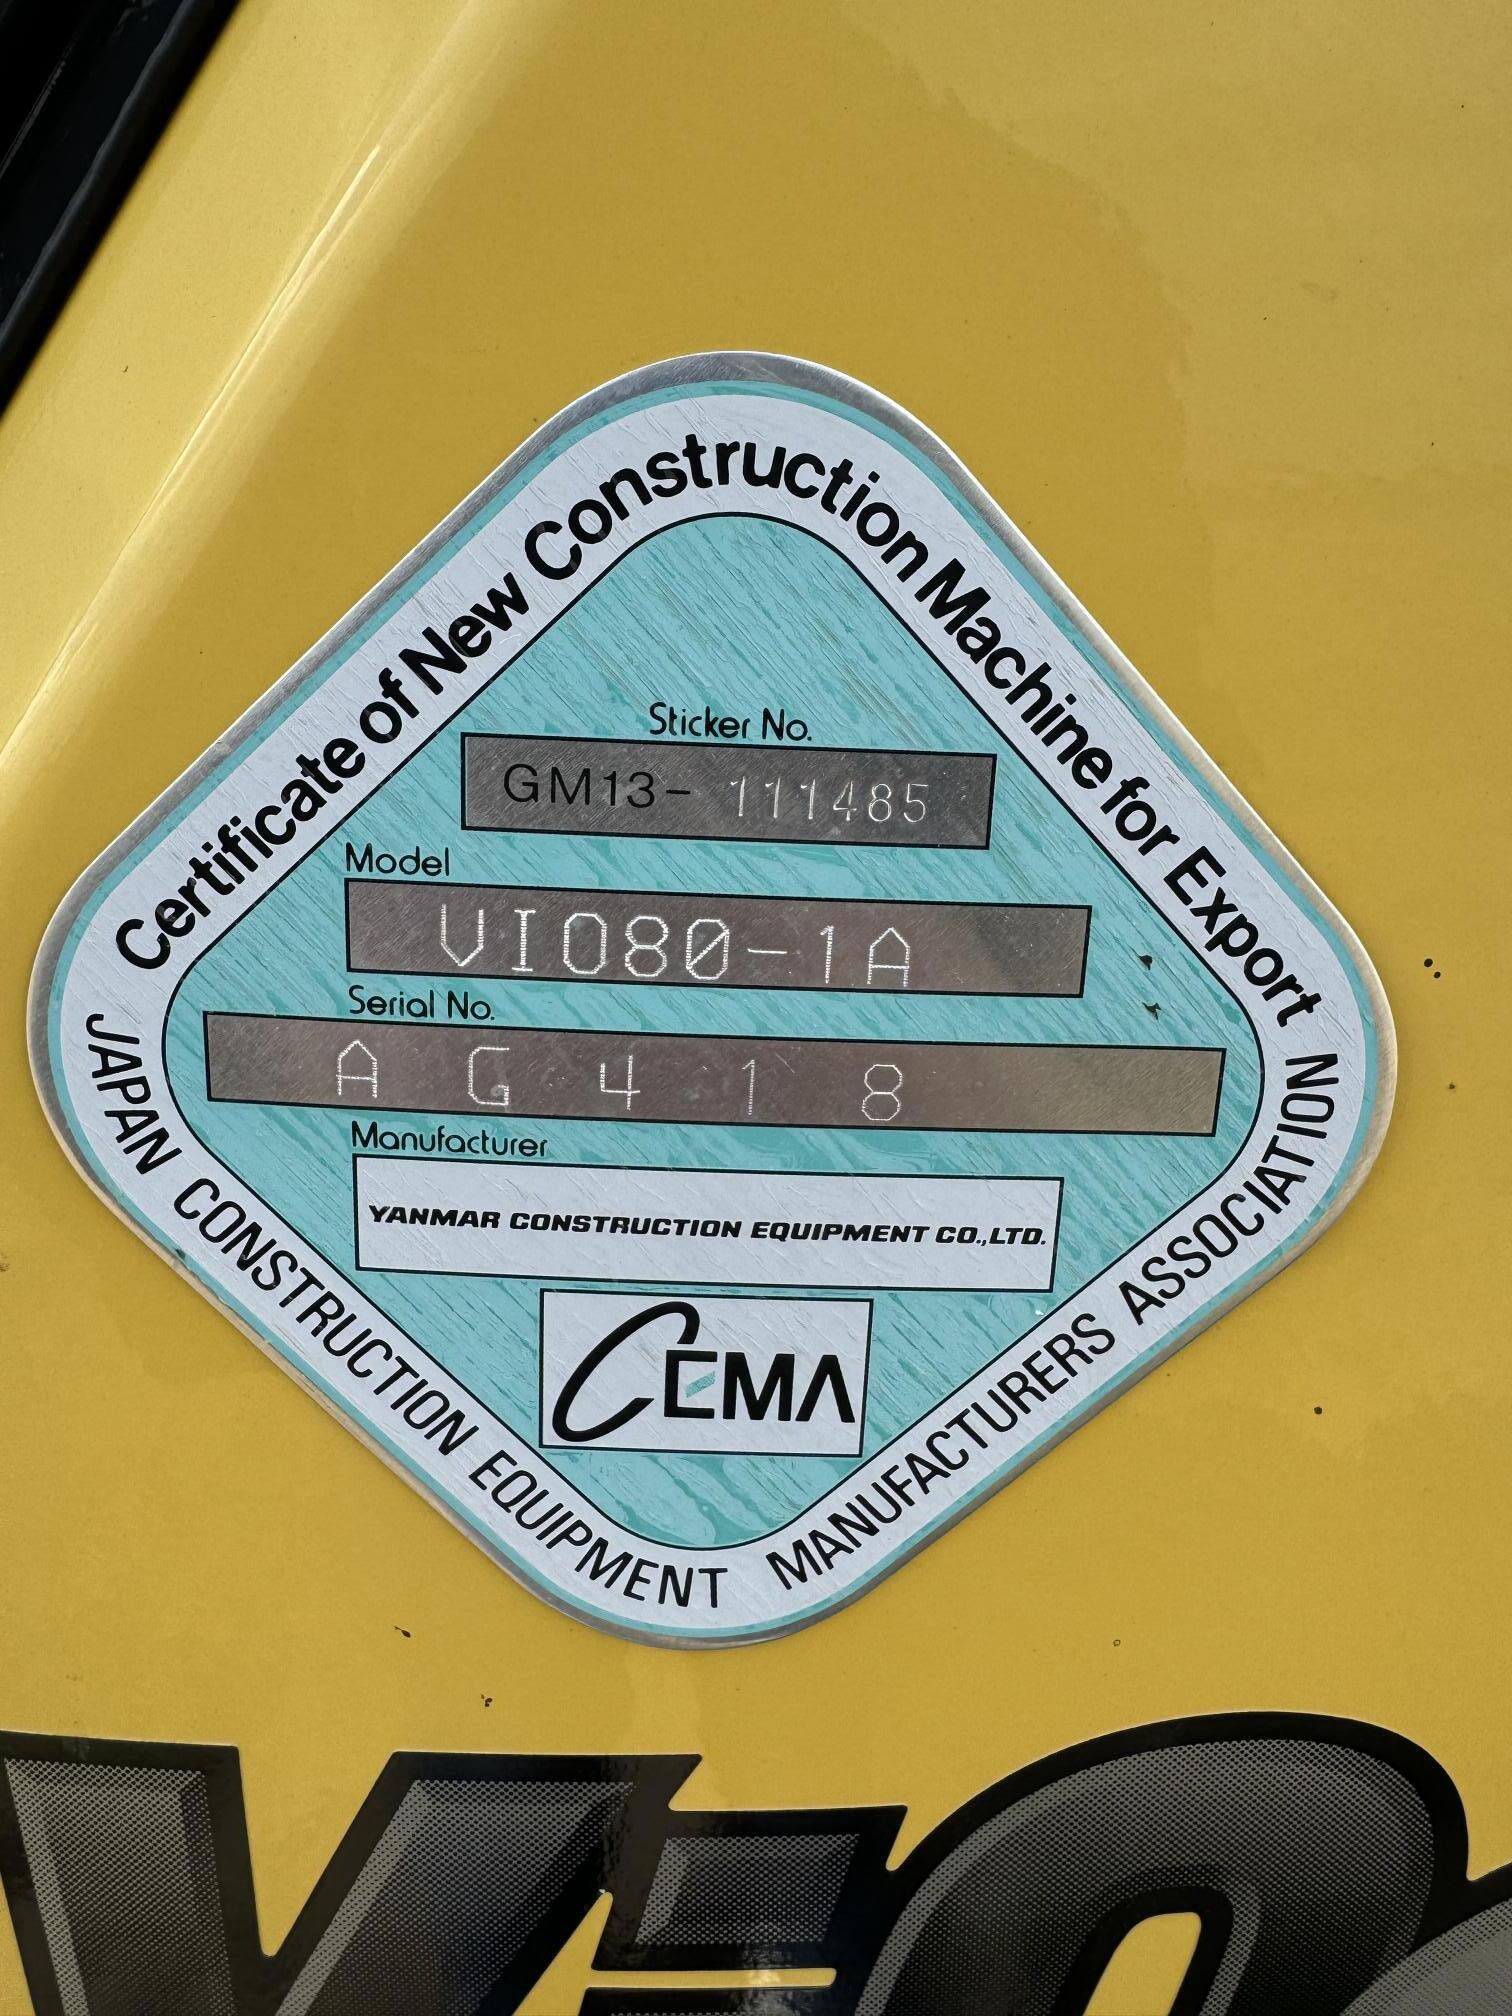 Certificate of New Construction Machine for Export
Sticker No.
GM13- 111485
Model
VIO80-1A
Serial No.
A G 4 1 8
Manufacturer
YANMAR CONSTRUCTION EQUIPMENT CO.,LTD.
CEMA
JAPAN CONSTRUCTION EQUIPMENT MANUFACTURERS ASSOCIATION